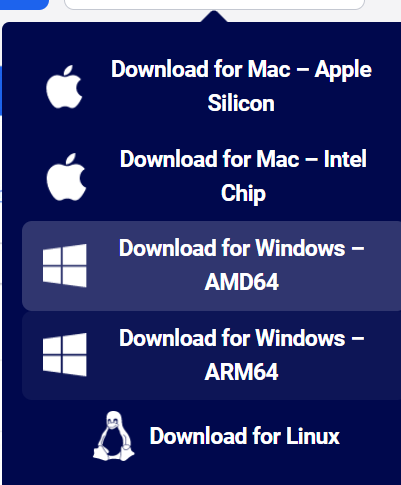 Download for Mac – Apple
Silicon
Download for Mac – Intel
Chip
Download for Windows –
AMD64
Download for Windows –
ARM64
Download for Linux